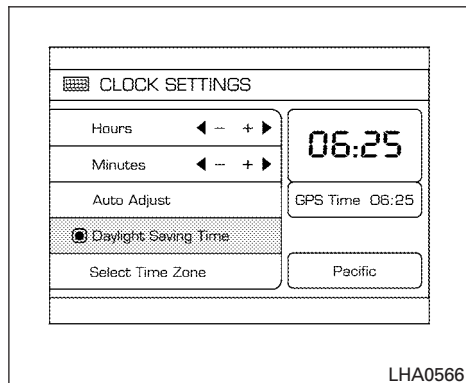 CLOCK SETTINGS
Hours ◀ − + ▶
Minutes ◀ − + ▶
Auto Adjust
Daylight Saving Time
Select Time Zone
06:25
GPS Time 06:25
Pacific
LHA0566